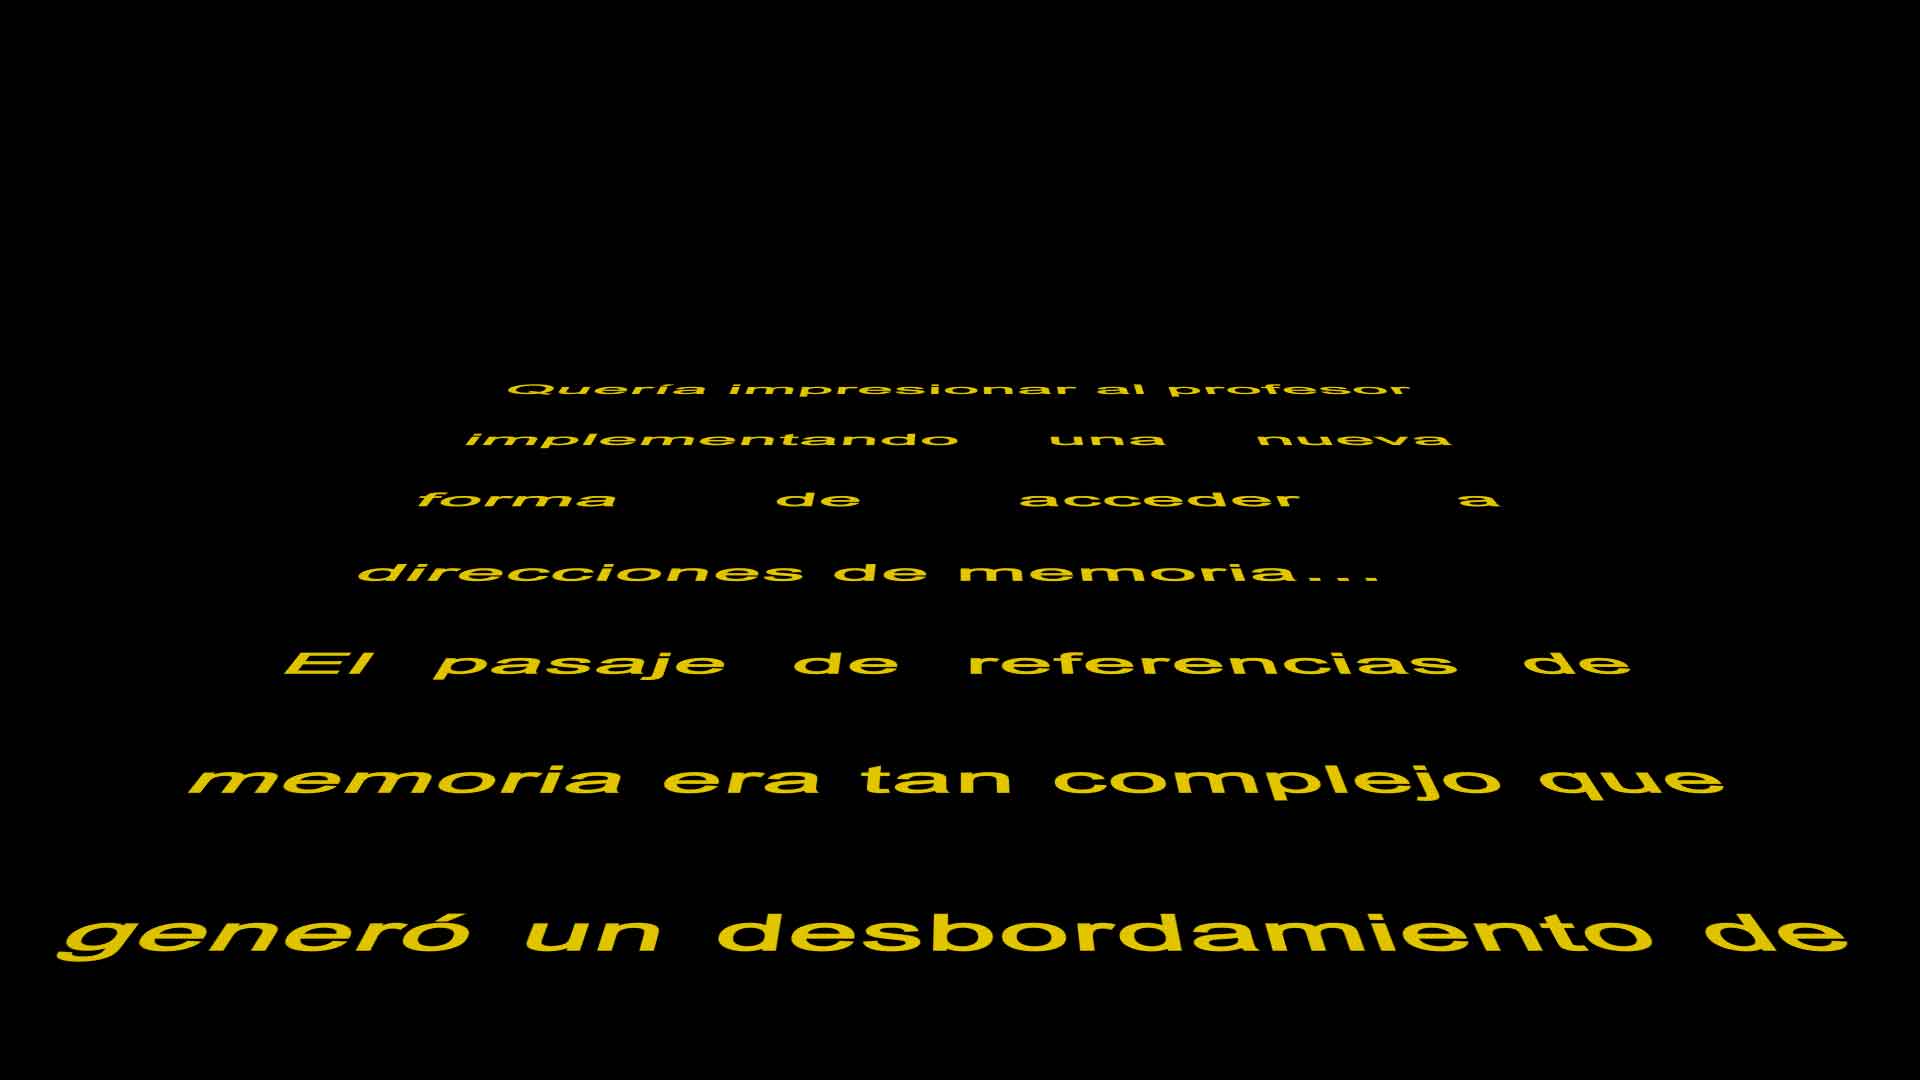 Quería impresionar al profesor
implementando una nueva
forma de acceder a
direcciones de memoria...
El pasaje de referencias de
memoria era tan complejo que
generó un desbordamiento de